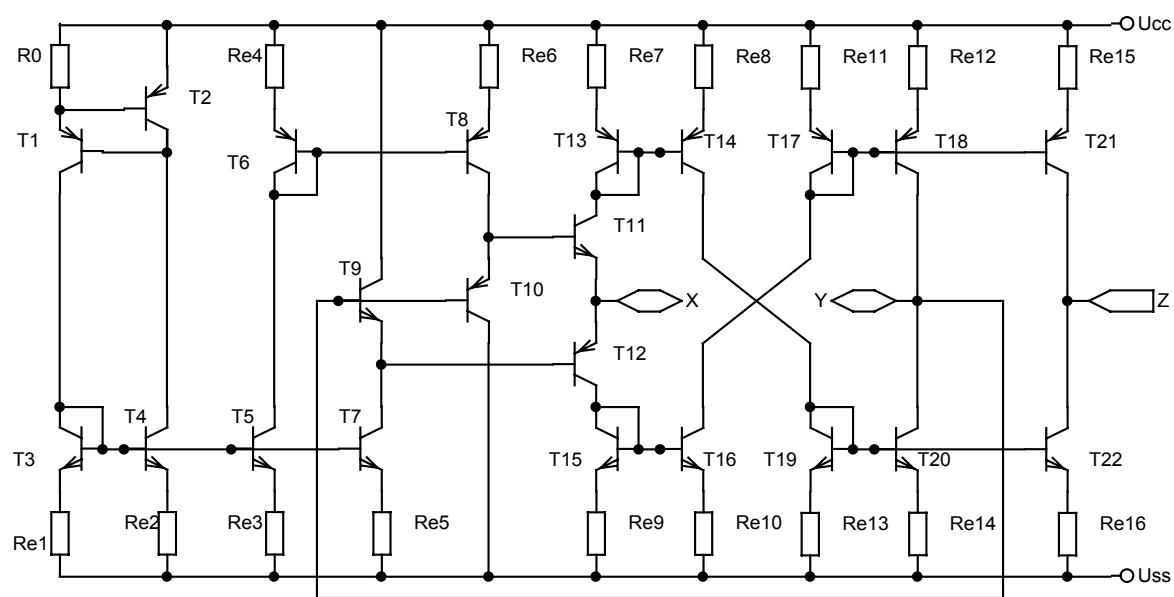 Ucc
R0
Re4
Re6
Re7
Re8
Re11
Re12
Re15
T2
T1
T6
T8
T13
T14
T17
T18
T21
T11
T9
T10
X
Y
Z
T12
T3
T4
T5
T7
T15
T16
T19
T20
T22
Re1
Re2
Re3
Re5
Re9
Re10
Re13
Re14
Re16
Uss